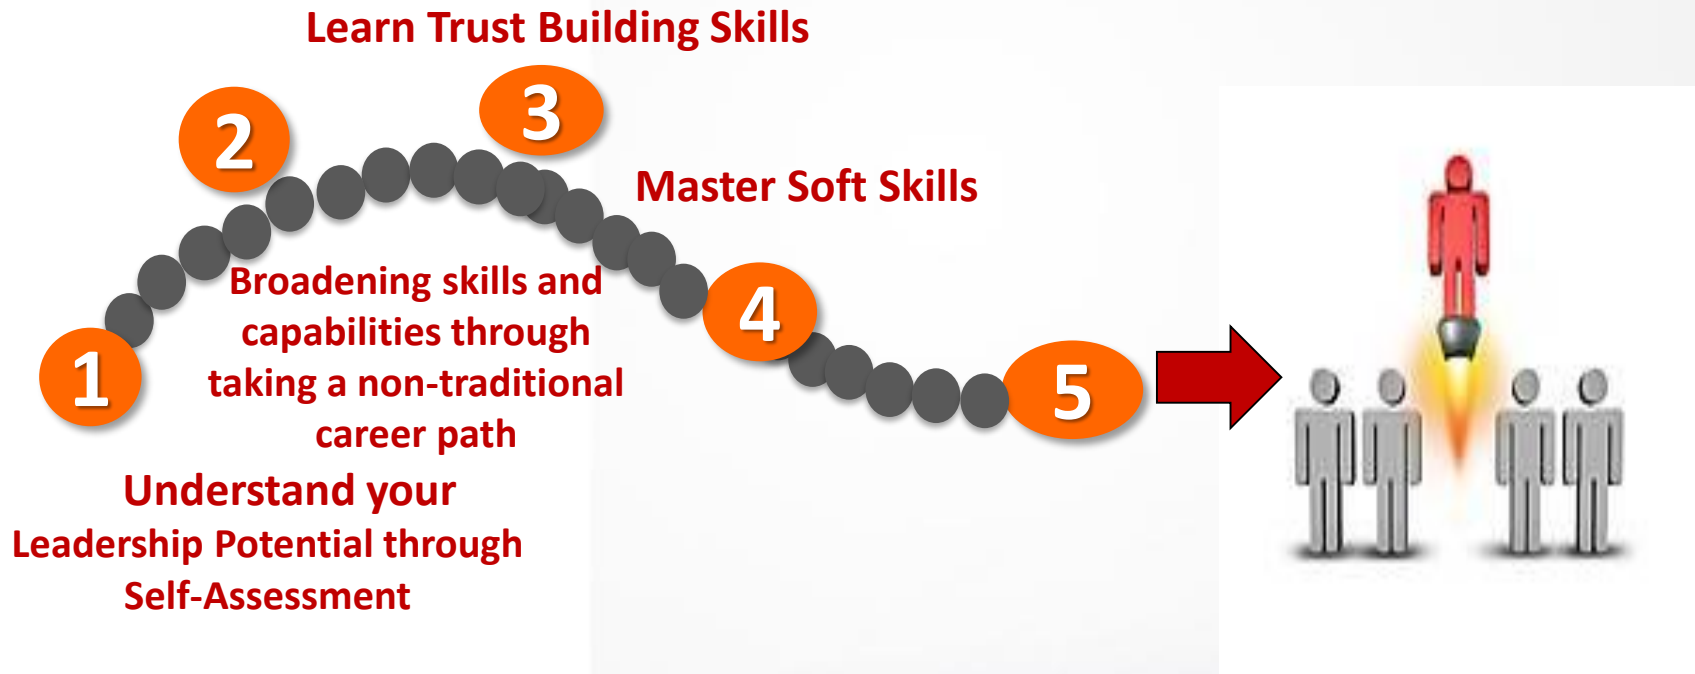 Learn Trust Building Skills
3
2
Master Soft Skills
Broadening skills and
capabilities through
taking a non-traditional
career path
4
1
5
Understand your
Leadership Potential through
Self-Assessment